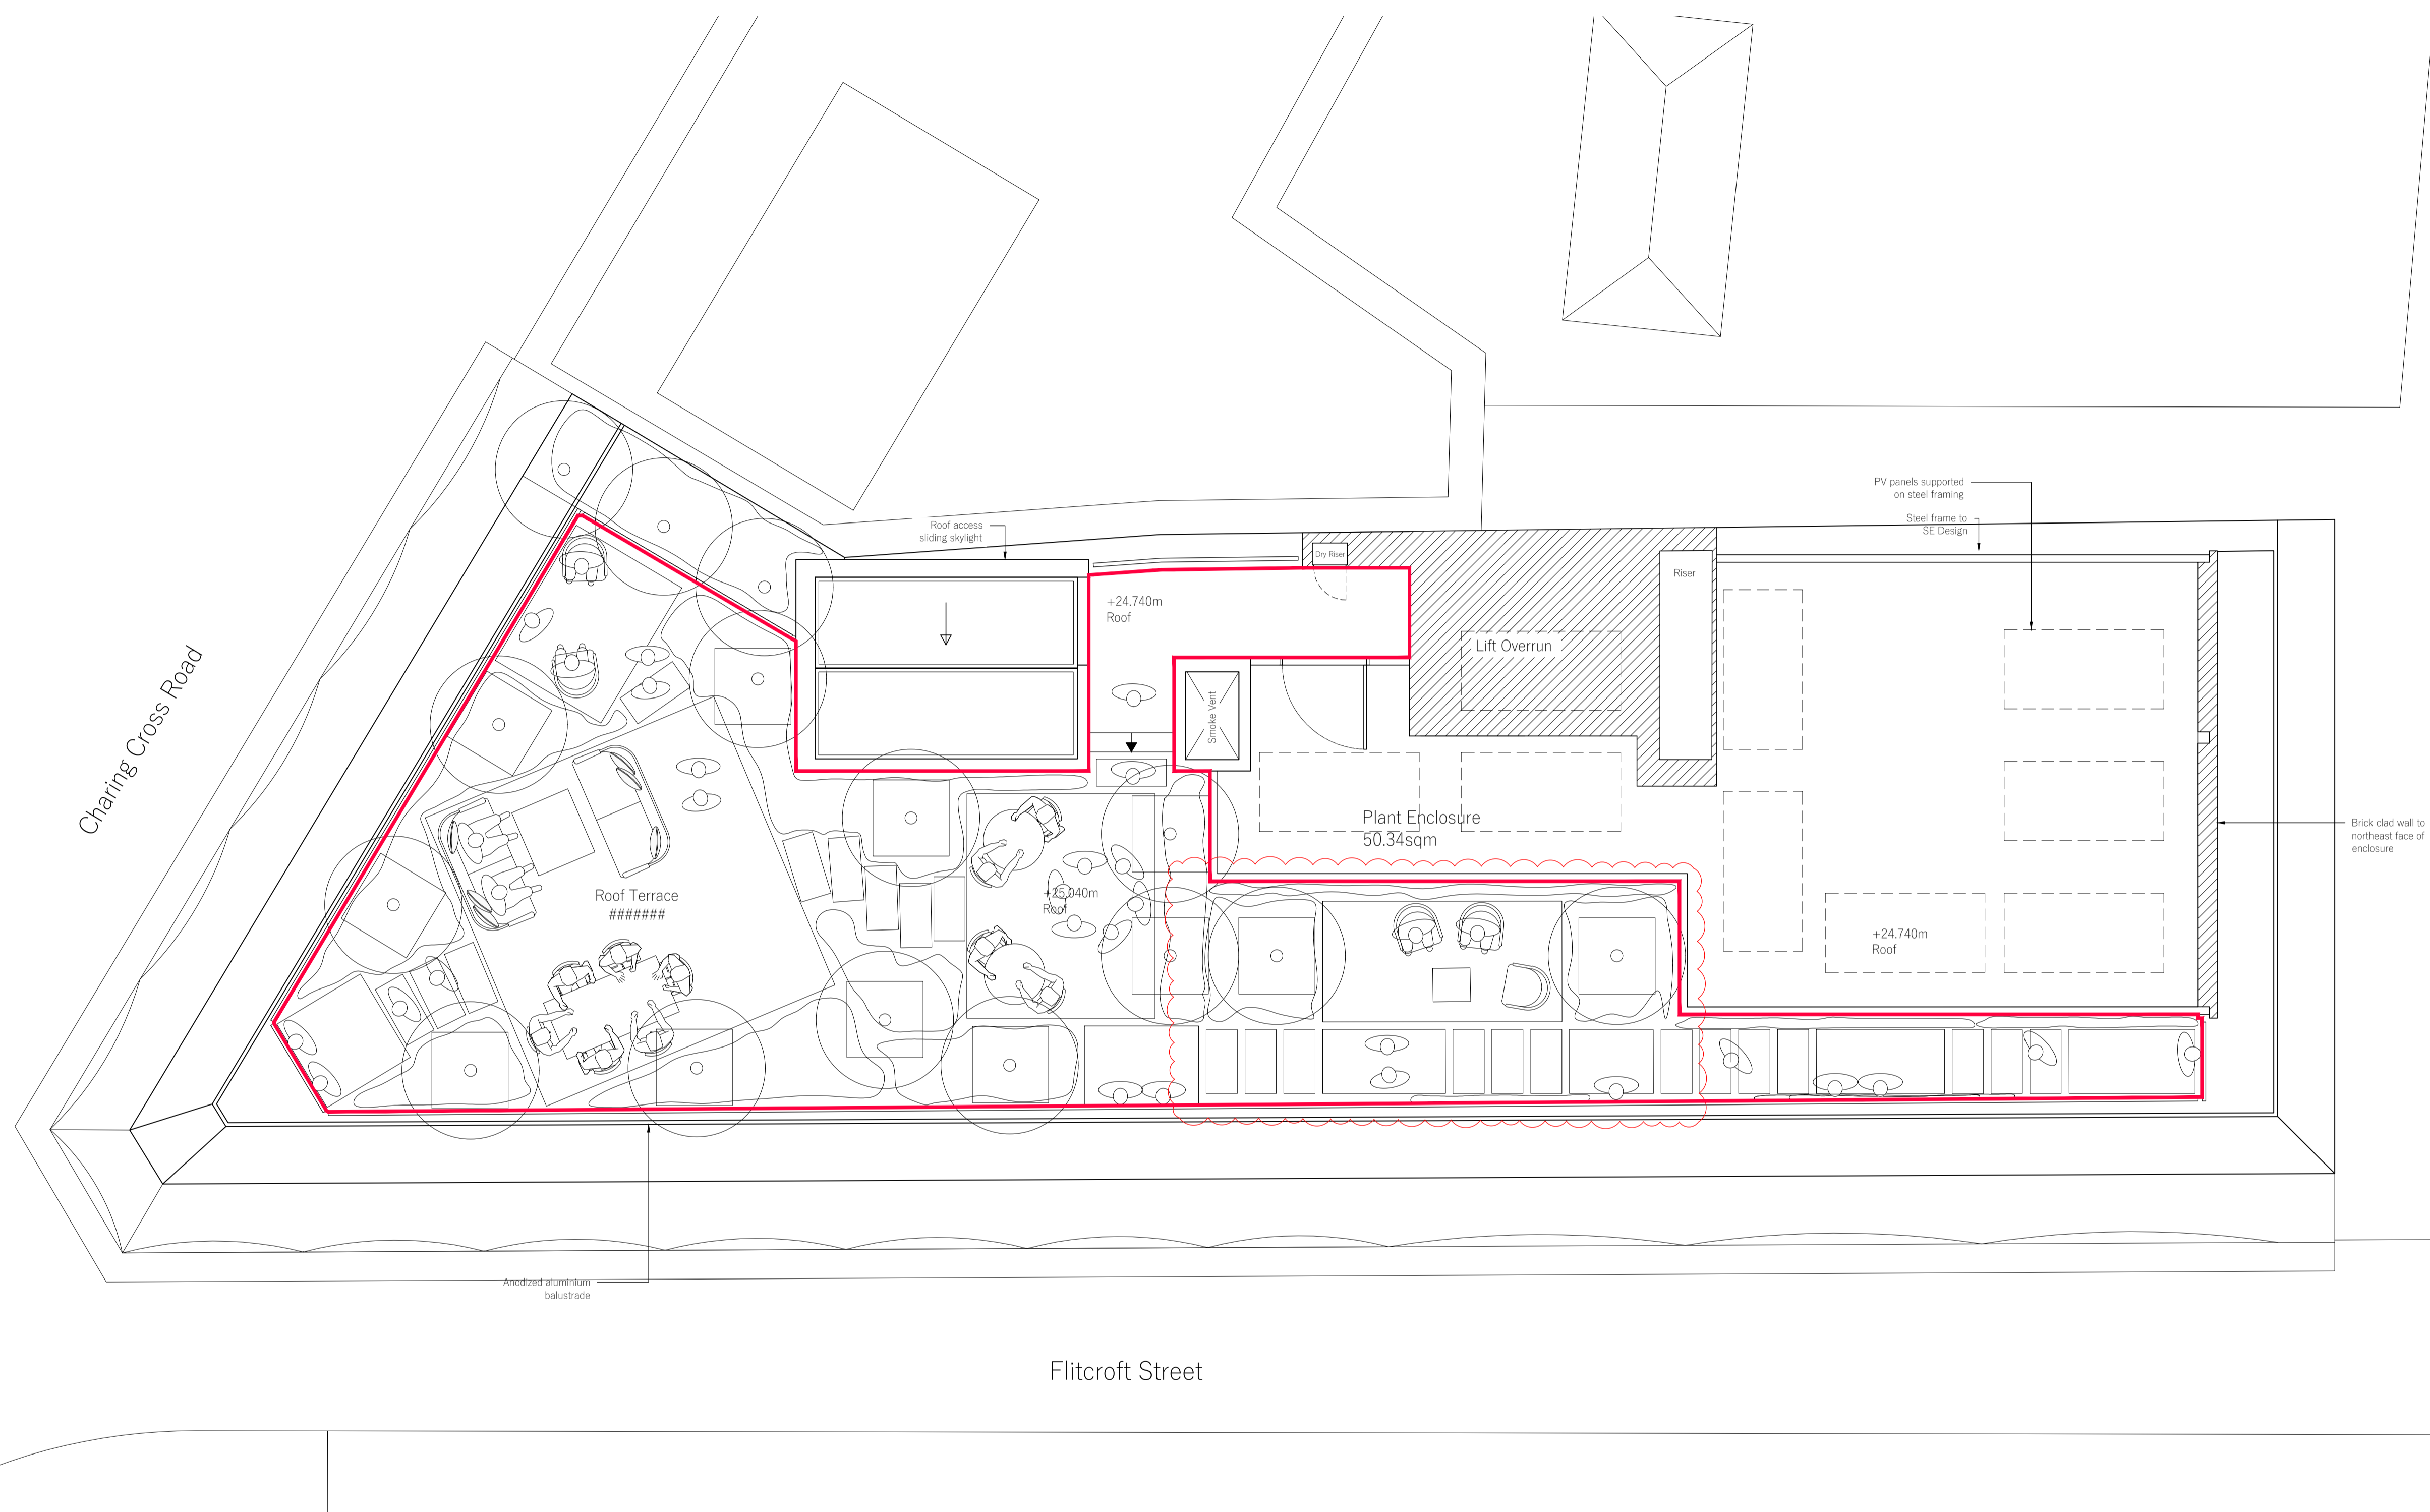 PV panels supported
on steel framing
Steel frame to
SE Design
Roof access
sliding skylight
Dry Riser
Riser
+24.740m
Roof
Lift Overrun
Smoke Vent
Charing Cross Road
Plant Enclosure
50.34sqm
Brick clad wall to
northeast face of
enclosure
Roof Terrace
#######
+25.040m
Roof
+24.740m
Roof
Anodized aluminium
balustrade
Flitcroft Street